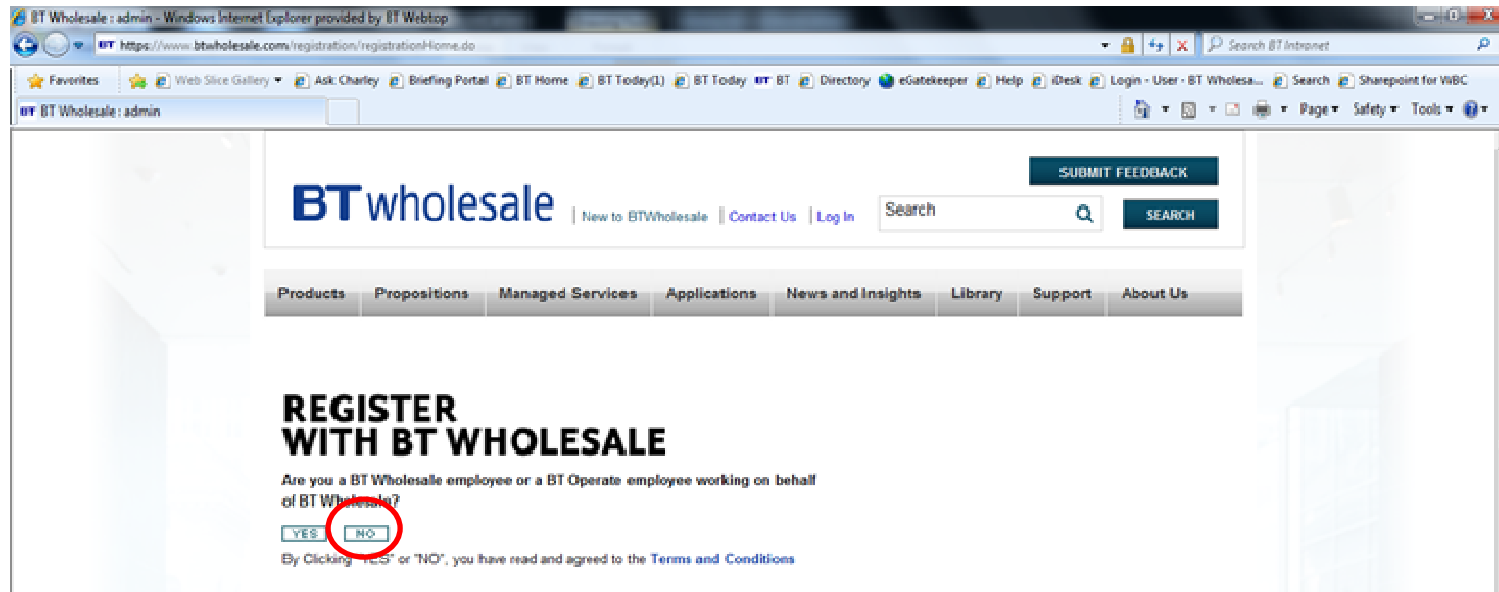 BT Wholesale : admin - Windows Internet Explorer provided by BT Webtop
BT https://www.btwholesale.com/registration/registrationHome.do Search BT Intranet
Favorites Web Slice Gallery Ask Charley Briefing Portal BT Home BT Today(1) BT Today BT BT Directory eGatekeeper Help iDesk Login - User - BT Wholesa... Search Sharepoint for WBC
BT BT Wholesale : admin Page Safety Tools
SUBMIT FEEDBACK
BT wholesale | New to BTWholesale | Contact Us | Log In Search SEARCH
Products Propositions Managed Services Applications News and Insights Library Support About Us
REGISTER
WITH BT WHOLESALE
Are you a BT Wholesale employee or a BT Operate employee working on behalf
of BT Wholesale?
YES NO
By Clicking "YES" or "NO", you have read and agreed to the Terms and Conditions